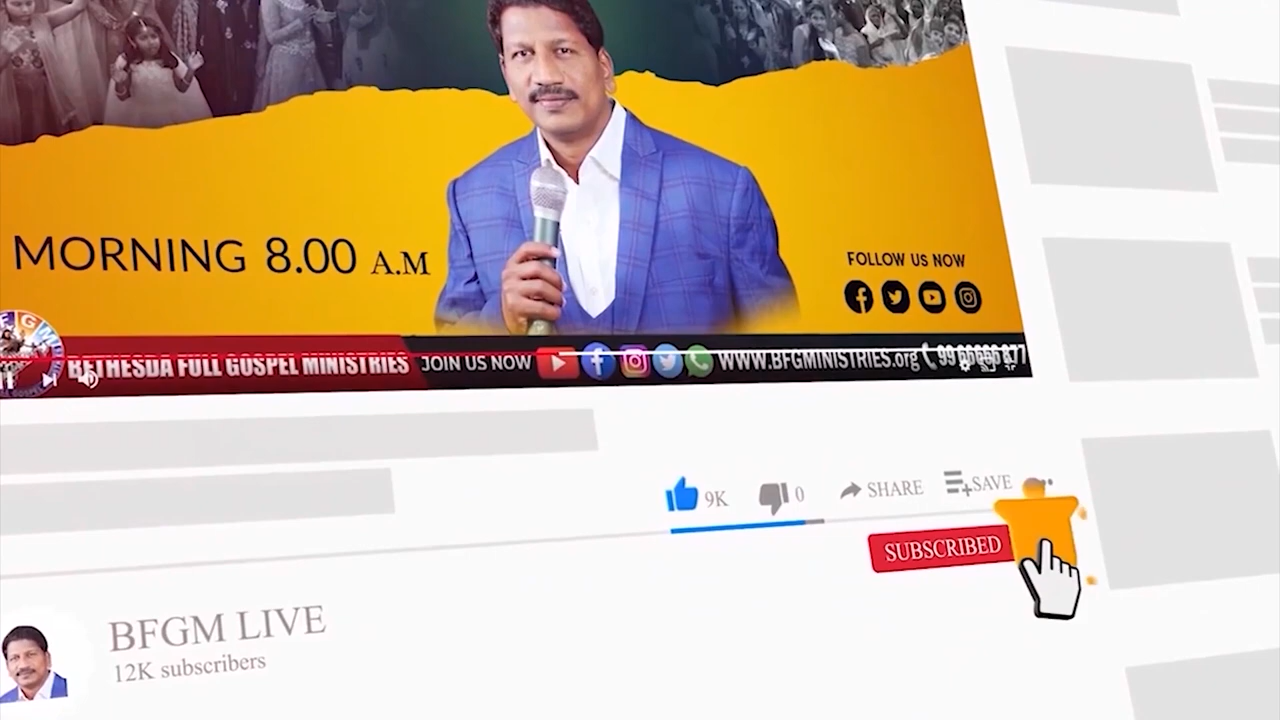 MORNING 8.00 A.M
FOLLOW US NOW
BETHESDA FULL GOSPEL MINISTRIES JOIN US NOW WWW.BFGMINISTRIES.org
9K 0 SHARE SAVE
SUBSCRIBED
BFGM LIVE
12K subscribers